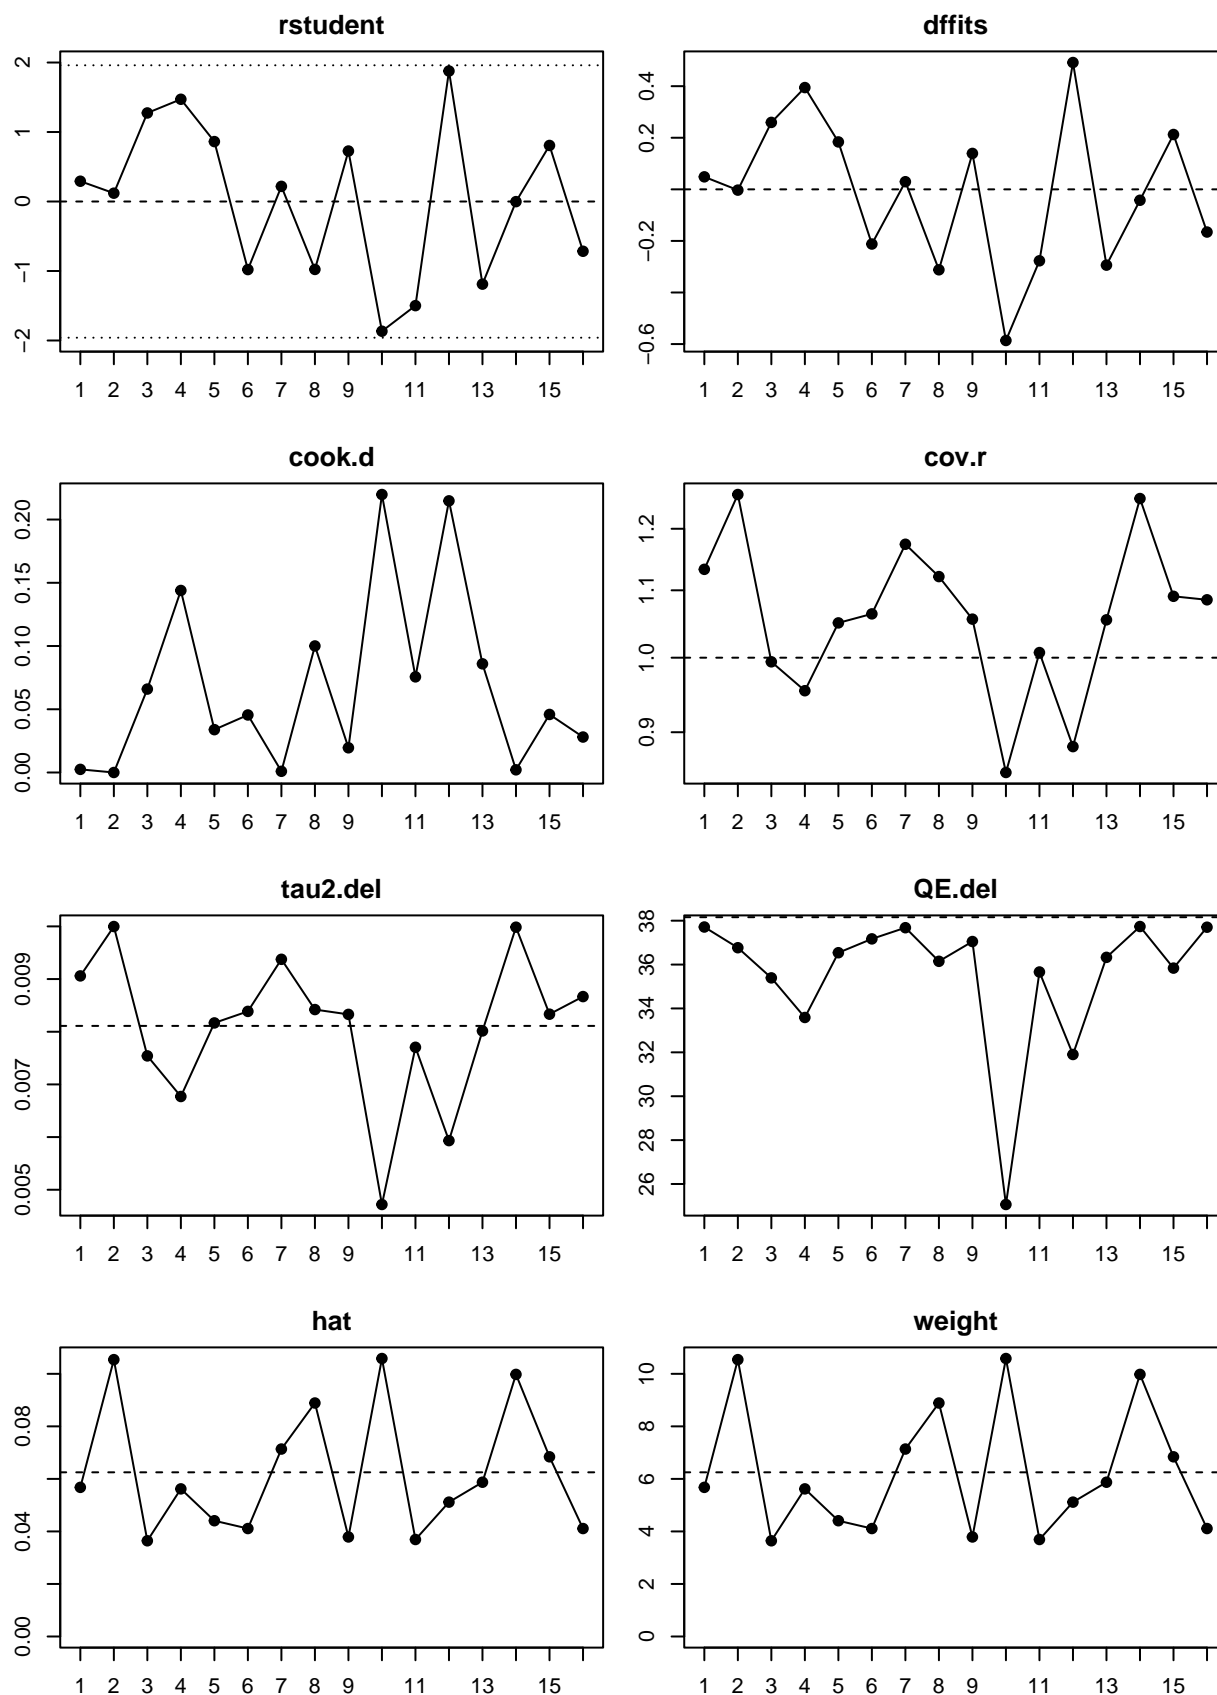 rstudent
2
1
0
−1
−2
1 2 3 4 5 6 7 8 9 11 13 15
dffits
0.4
0.2
−0.2
−0.6
1 2 3 4 5 6 7 8 9 11 13 15
cook.d
0.20
0.15
0.10
0.05
0.00
1 2 3 4 5 6 7 8 9 11 13 15
cov.r
1.2
1.1
1.0
0.9
1 2 3 4 5 6 7 8 9 11 13 15
tau2.del
0.009
0.007
0.005
1 2 3 4 5 6 7 8 9 11 13 15
QE.del
38
36
34
32
30
28
26
1 2 3 4 5 6 7 8 9 11 13 15
hat
0.08
0.04
0.00
1 2 3 4 5 6 7 8 9 11 13 15
weight
10
8
6
4
2
0
1 2 3 4 5 6 7 8 9 11 13 15